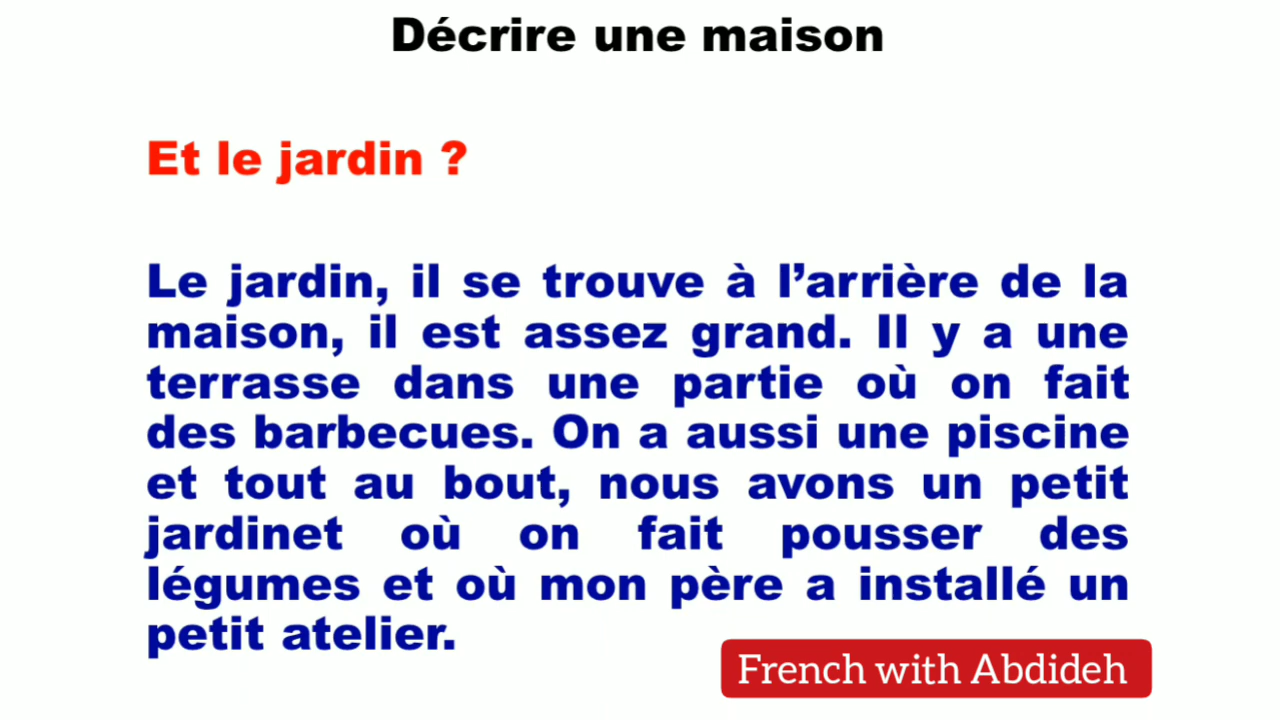 Décrire une maison
Et le jardin ?
Le jardin, il se trouve à l’arrière de la
maison, il est assez grand. Il y a une
terrasse dans une partie où on fait
des barbecues. On a aussi une piscine
et tout au bout, nous avons un petit
jardinet où on fait pousser des
légumes et où mon père a installé un
petit atelier.
French with Abdideh